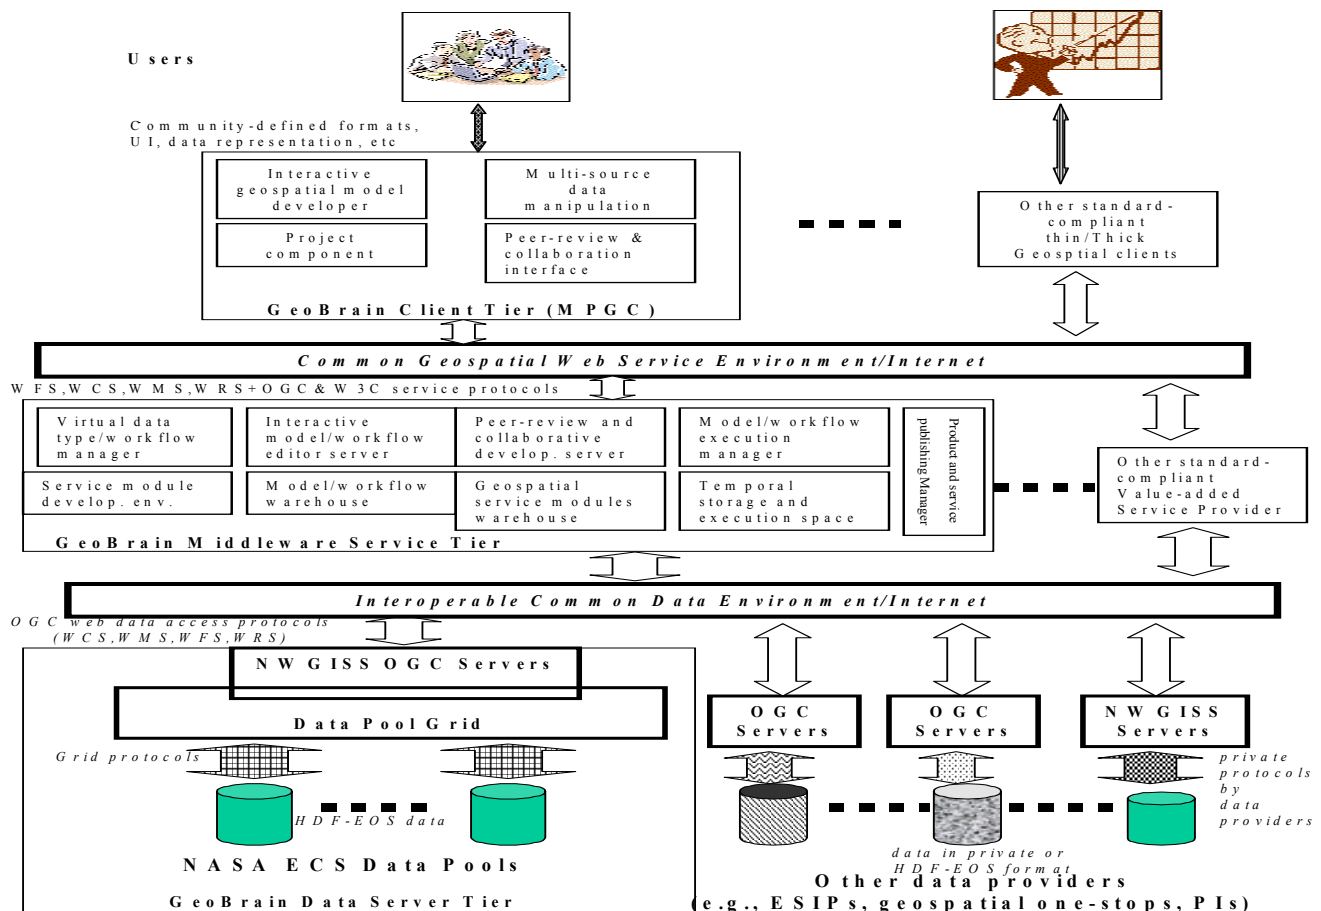 Users
Community-defined formats,
UI, data representation, etc
Interactive
geospatial model
developer
Multi-source
data
manipulation
Project
component
Peer-review &
collaboration
interface
GeoBrain Client Tier (MPGC)
Other standard-
compliant
thin/Thick
Geosptial clients
Common Geospatial Web Service Environment/Internet
WFS,WCS,WMS,WRS+OGC& W3C service protocols
Virtual data
type/workflow
manager
Interactive
model/workflow
editor server
Peer-review and
collaborative
develop. server
Model/workflow
execution
manager
Product and service
publishing Manager
Service module
develop. env.
Model/workflow
warehouse
Geospatial
service modules
warehouse
Temporal
storage and
execution space
GeoBrain Middleware Service Tier
Other standard-
compliant
Value-added
Service Provider
Interoperable Common Data Environment/Internet
OGC web data access protocols
(WCS,WMS,WFS,WRS)
NWGISS OGC Servers
Data Pool Grid
Grid protocols
HDF-EOS data
NASA ECS Data Pools
GeoBrain Data Server Tier
OGC
Servers
OGC
Servers
NWGISS
Servers
private
protocols
by
data
providers
data in private or
HDF-EOS format
Other data providers
(e.g., ESIPs, geospatial one-stops, PIs)